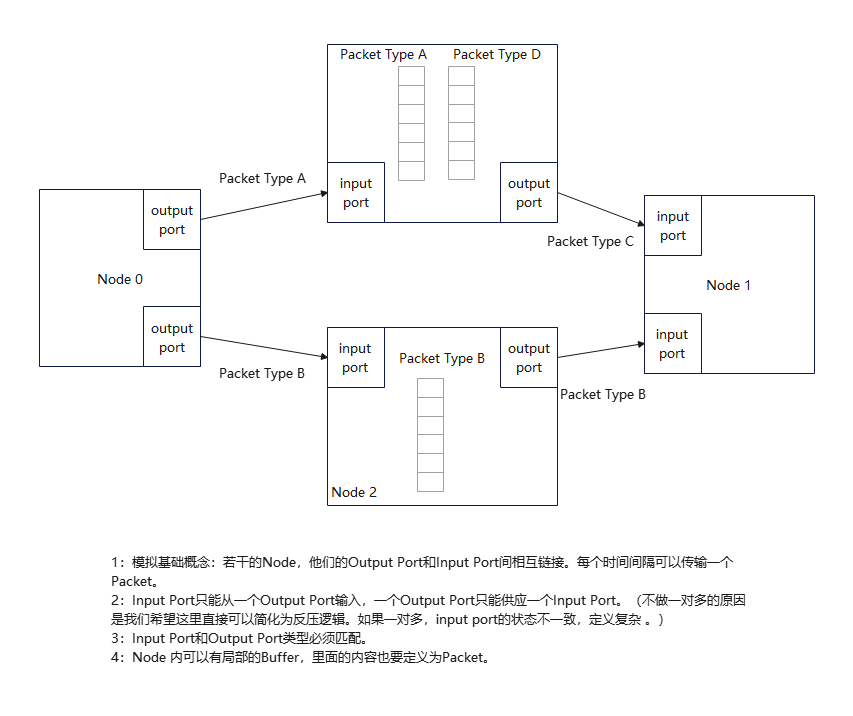 Packet Type A
Packet Type D
input
port
output
port
Packet Type A
output
port
Node 0
output
port
Packet Type B
Packet Type C
input
port
Node 1
input
port
input
port
Packet Type B
output
port
Packet Type B
Node 2
1：模拟基础概念：若干的Node，他们的Output Port和Input Port间相互链接。每个时间间隔可以传输一个
Packet。
2：Input Port只能从一个Output Port输入，一个Output Port只能供应一个Input Port。（不做一对多的原因
是我们希望这里直接可以简化为反压逻辑。如果一对多，input port的状态不一致，定义复杂 。）
3：Input Port和Output Port类型必须匹配。
4：Node 内可以有局部的Buffer，里面的内容也要定义为Packet。